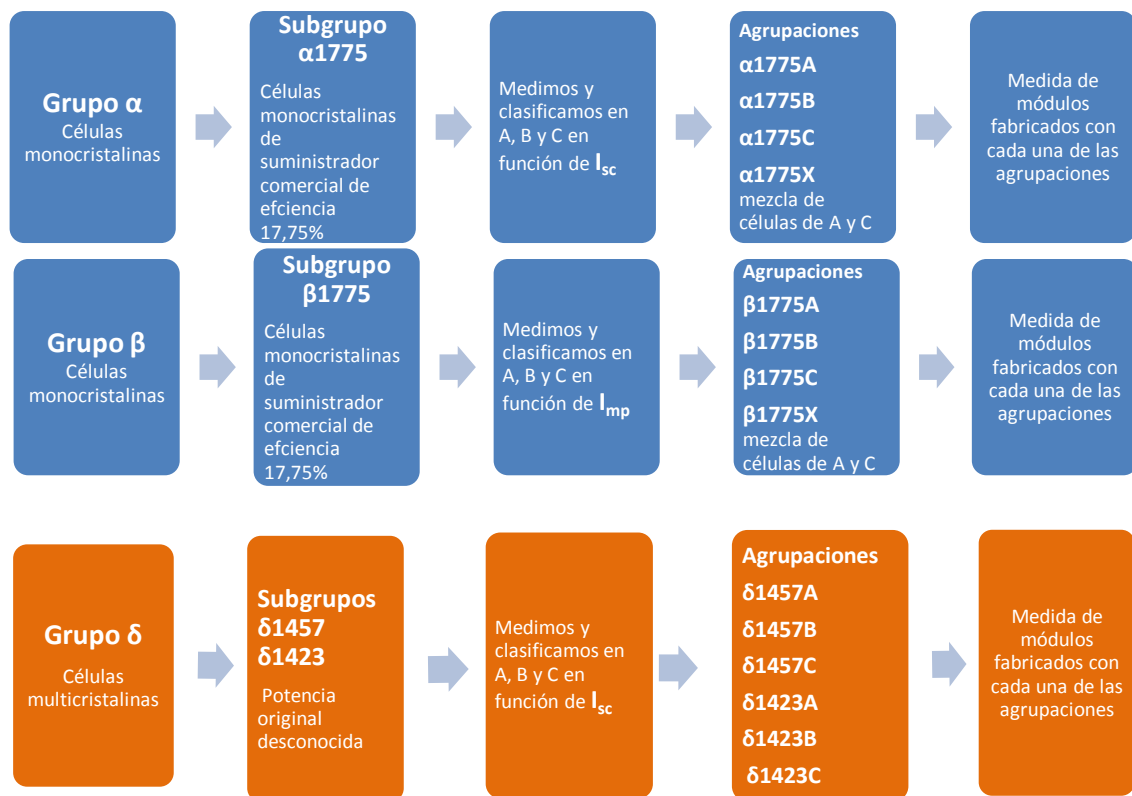 Grupo α
Células
monocristalinas
Subgrupo
α1775
Células
monocristalinas
de
suministrador
comercial de
efciencia
17,75%
Medimos y
clasificamos en
A, B y C en
función de Isc
Agrupaciones
α1775A
α1775B
α1775C
α1775X
mezcla de
células de A y C
Medida de
módulos
fabricados con
cada una de las
agrupaciones
Grupo β
Células
monocristalinas
Subgrupo
β1775
Células
monocristalinas
de
suministrador
comercial de
efciencia
17,75%
Medimos y
clasificamos en
A, B y C en
función de Imp
Agrupaciones
β1775A
β1775B
β1775C
β1775X
mezcla de
células de A y C
Medida de
módulos
fabricados con
cada una de las
agrupaciones
Grupo δ
Células
multicristalinas
Subgrupos
δ1457
δ1423
Potencia
original
desconocida
Medimos y
clasificamos en
A, B y C en
función de Isc
Agrupaciones
δ1457A
δ1457B
δ1457C
δ1423A
δ1423B
δ1423C
Medida de
módulos
fabricados con
cada una de las
agrupaciones